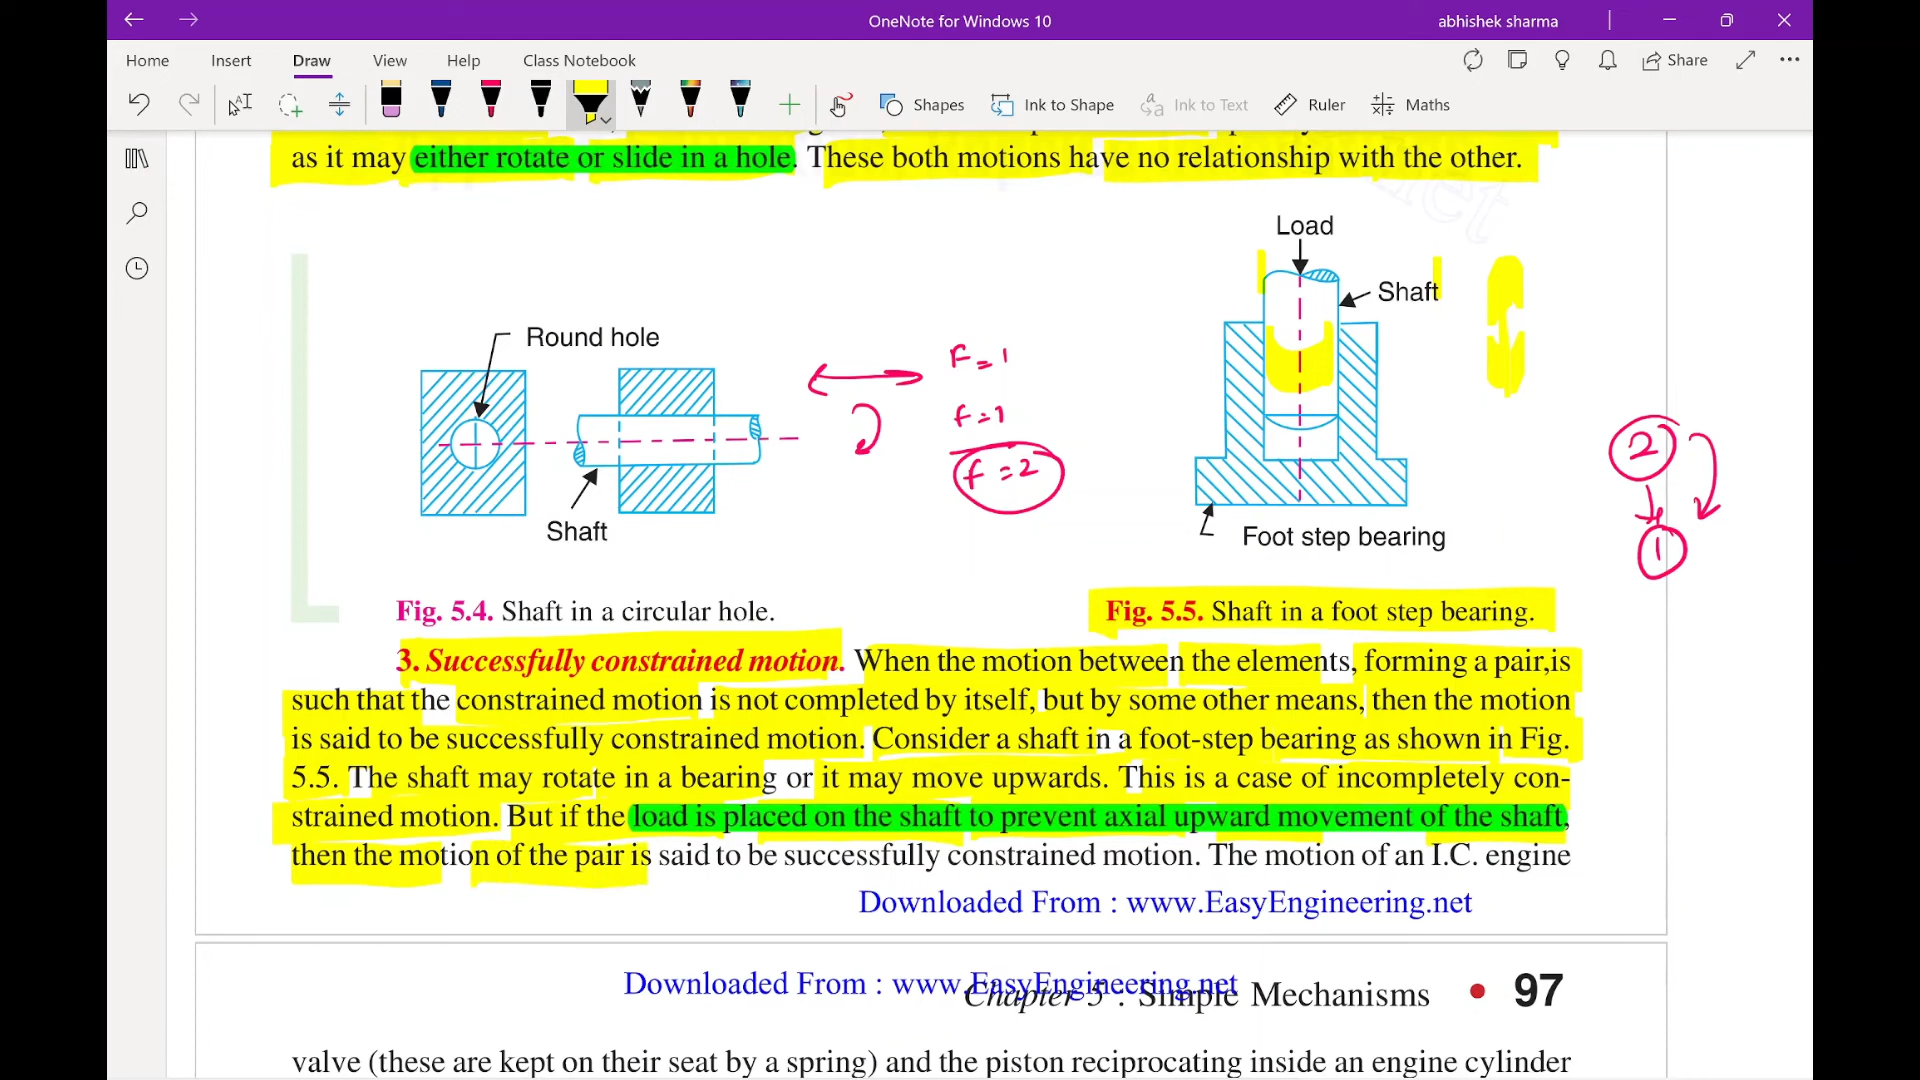 OneNote for Windows 10
abhishek sharma
Home Insert Draw View Help Class Notebook
Share
Shapes Ink to Shape Ink to Text Ruler Maths
as it may either rotate or slide in a hole. These both motions have no relationship with the other.
Load
Shaft
Round hole
F = 1
f = 1
f = 2
2
1
Shaft
Foot step bearing
Fig. 5.4. Shaft in a circular hole.
Fig. 5.5. Shaft in a foot step bearing.
3. Successfully constrained motion. When the motion between the elements, forming a pair,is
such that the constrained motion is not completed by itself, but by some other means, then the motion
is said to be successfully constrained motion. Consider a shaft in a foot-step bearing as shown in Fig.
5.5. The shaft may rotate in a bearing or it may move upwards. This is a case of incompletely con-
strained motion. But if the load is placed on the shaft to prevent axial upward movement of the shaft,
then the motion of the pair is said to be successfully constrained motion. The motion of an I.C. engine
Downloaded From : www.EasyEngineering.net
Downloaded From : www.EasyEngineering.net
Chapter 5 : Simple Mechanisms • 97
valve (these are kept on their seat by a spring) and the piston reciprocating inside an engine cylinder